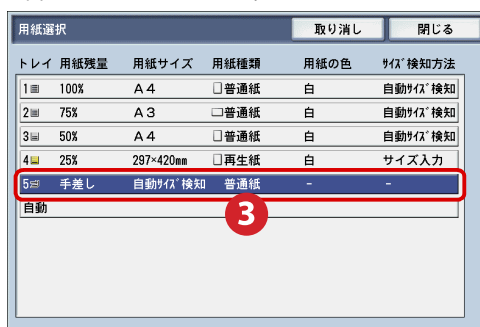 用紙選択 取り消し 閉じる
トレイ 用紙残量 用紙サイズ 用紙種類 用紙の色 ｻｲｽﾞ検知方法
1 100% A4 普通紙 白 自動ｻｲｽﾞ検知
2 75% A3 普通紙 白 自動ｻｲｽﾞ検知
3 50% A4 普通紙 白 自動ｻｲｽﾞ検知
4 25% 297×420mm 再生紙 白 サイズ入力
5 手差し 自動ｻｲｽﾞ検知 普通紙 - -
自動
3